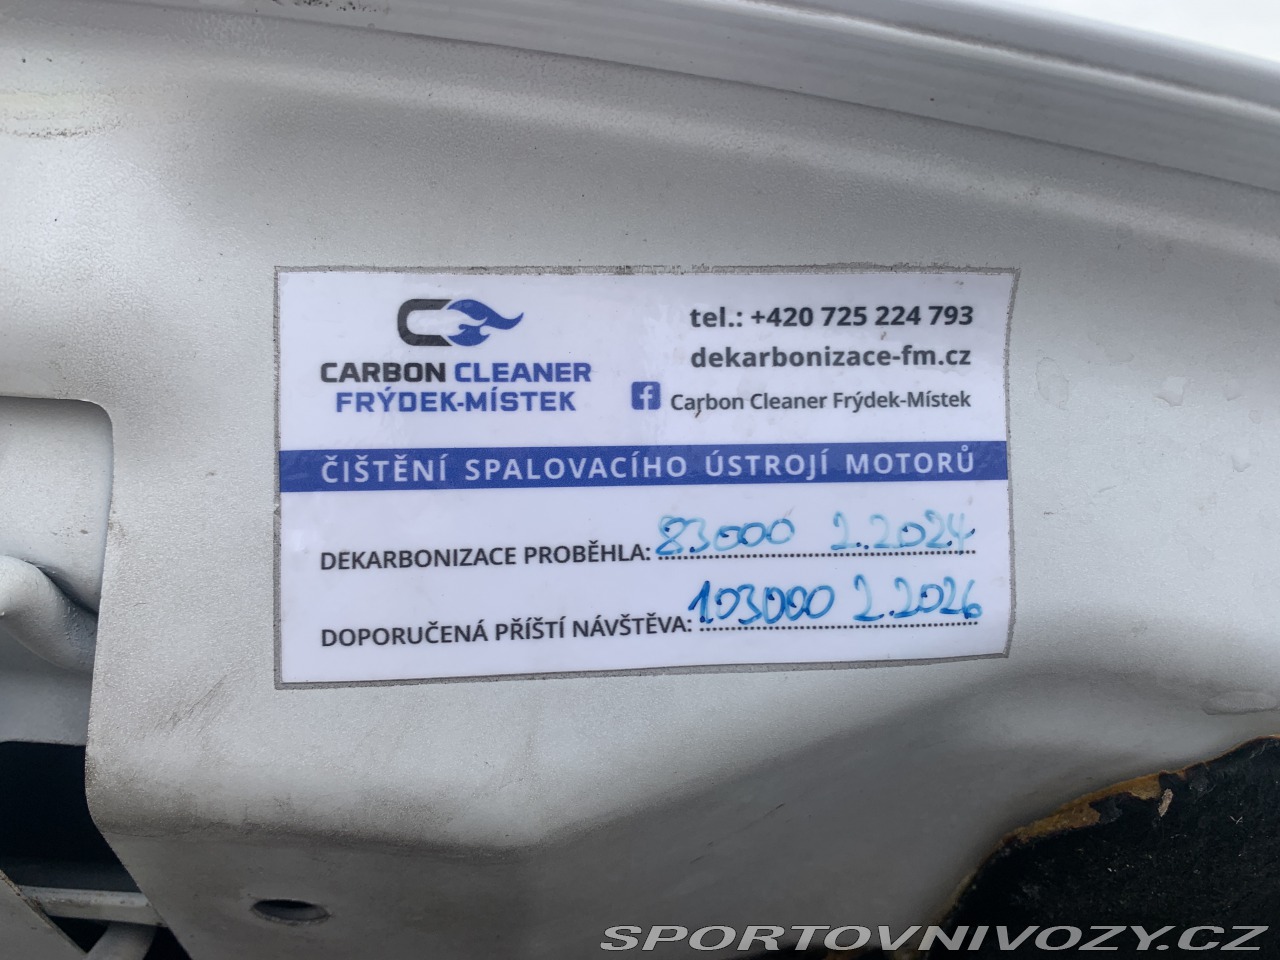 CARBON CLEANER
FRÝDEK-MÍSTEK
tel.: +420 725 224 793
dekarbonizace-fm.cz
Carbon Cleaner Frýdek-Místek
ČIŠTĚNÍ SPALOVACÍHO ÚSTROJÍ MOTORŮ
DEKARBONIZACE PROBĚHLA: 83000 2.2024
DOPORUČENÁ PŘÍŠTÍ NÁVŠTĚVA: 103000 2.2026
SPORTOVNIVOZY.CZ